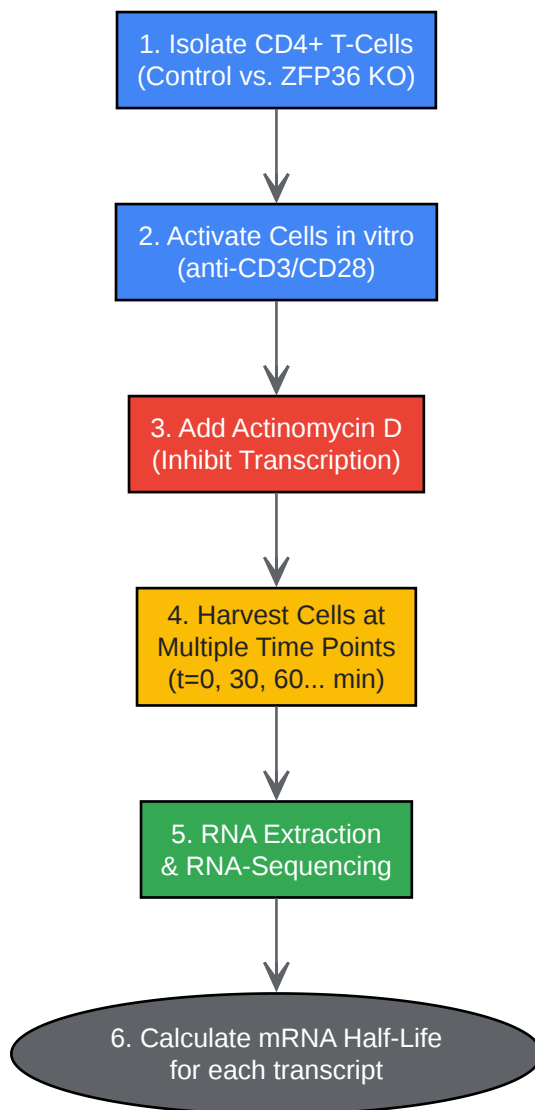 1. Isolate CD4+ T-Cells
(Control vs. ZFP36 KO)
2. Activate Cells in vitro
(anti-CD3/CD28)
3. Add Actinomycin D
(Inhibit Transcription)
4. Harvest Cells at
Multiple Time Points
(t=0, 30, 60... min)
5. RNA Extraction
& RNA-Sequencing
6. Calculate mRNA Half-Life
for each transcript